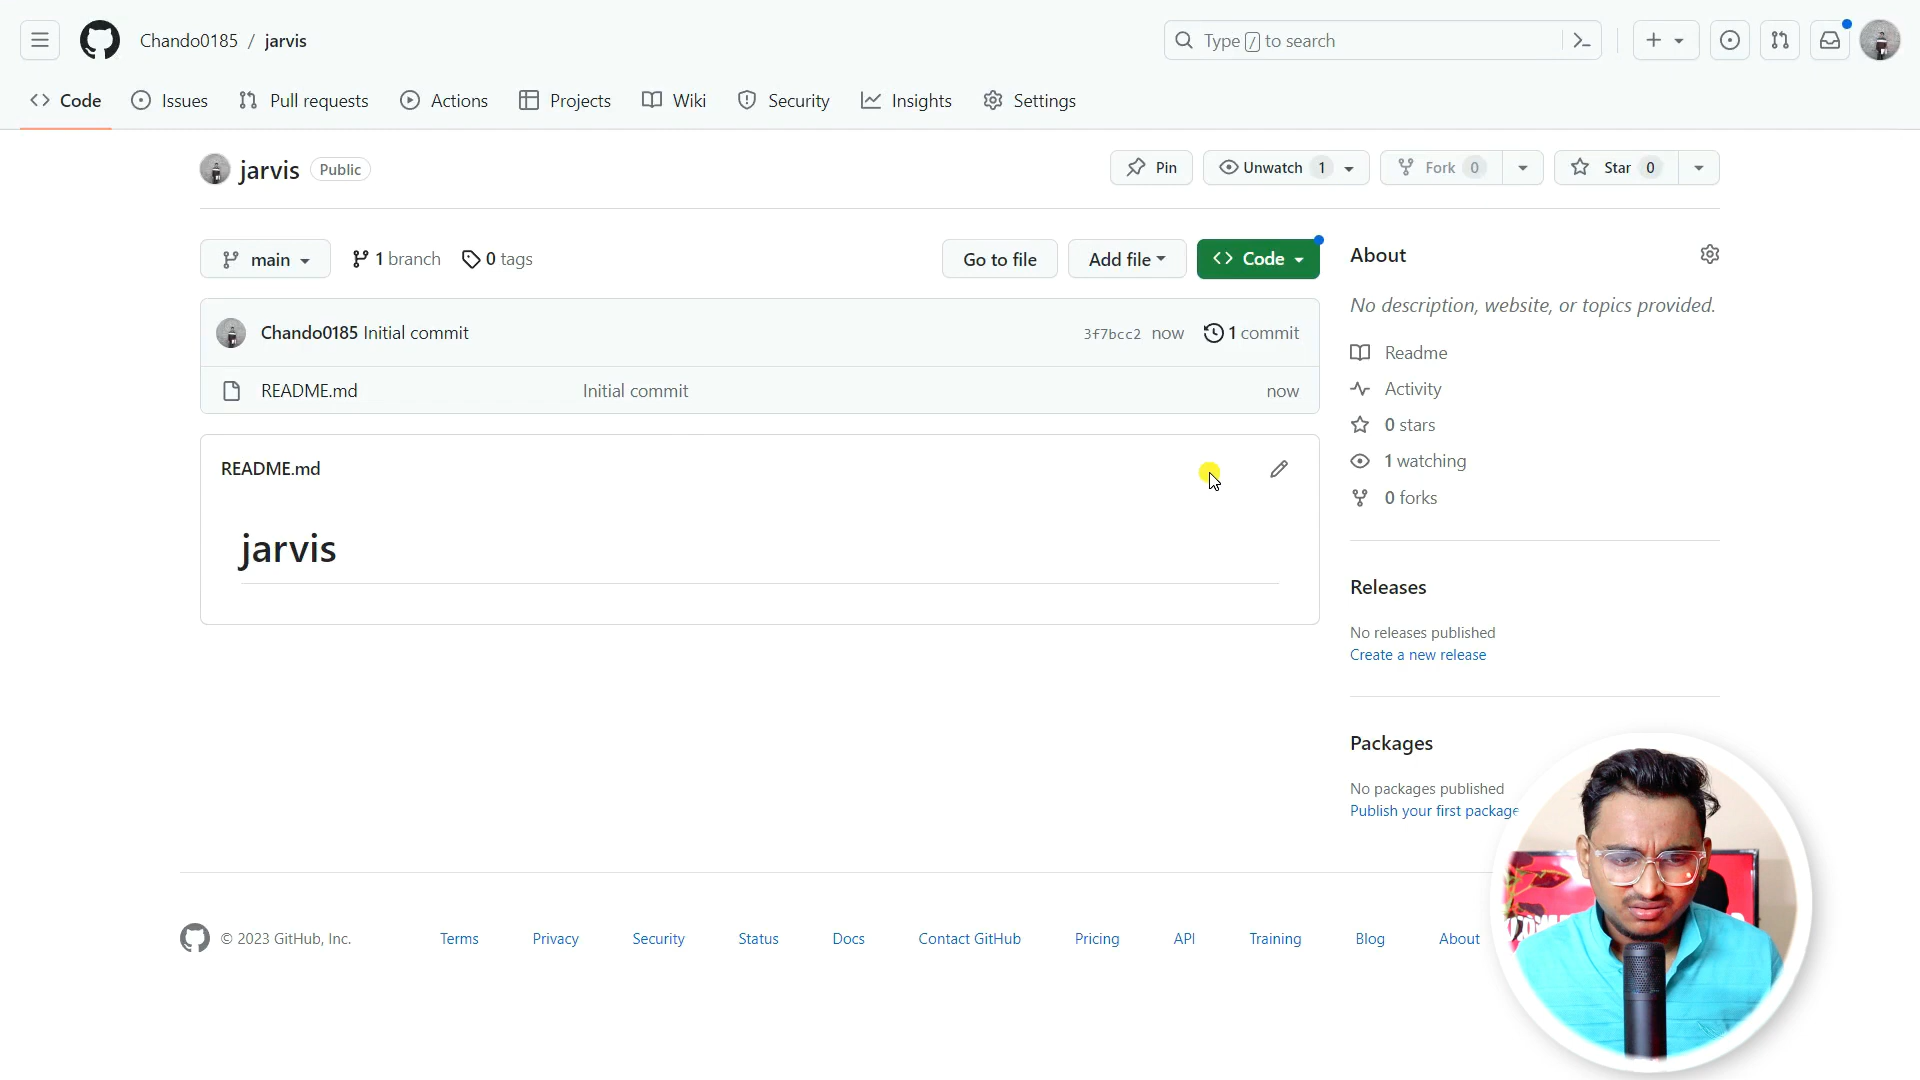 Chando0185 / jarvis
Type / to search
Code Issues Pull requests Actions Projects Wiki Security Insights Settings
jarvis Public
Pin Unwatch 1 Fork 0 Star 0
main 1 branch 0 tags Go to file Add file Code
About
No description, website, or topics provided.
Chando0185 Initial commit 3f7bcc2 now 1 commit
README.md Initial commit now
Readme
Activity
0 stars
1 watching
0 forks
README.md
jarvis
Releases
No releases published
Create a new release
Packages
No packages published
Publish your first package
© 2023 GitHub, Inc. Terms Privacy Security Status Docs Contact GitHub Pricing API Training Blog About